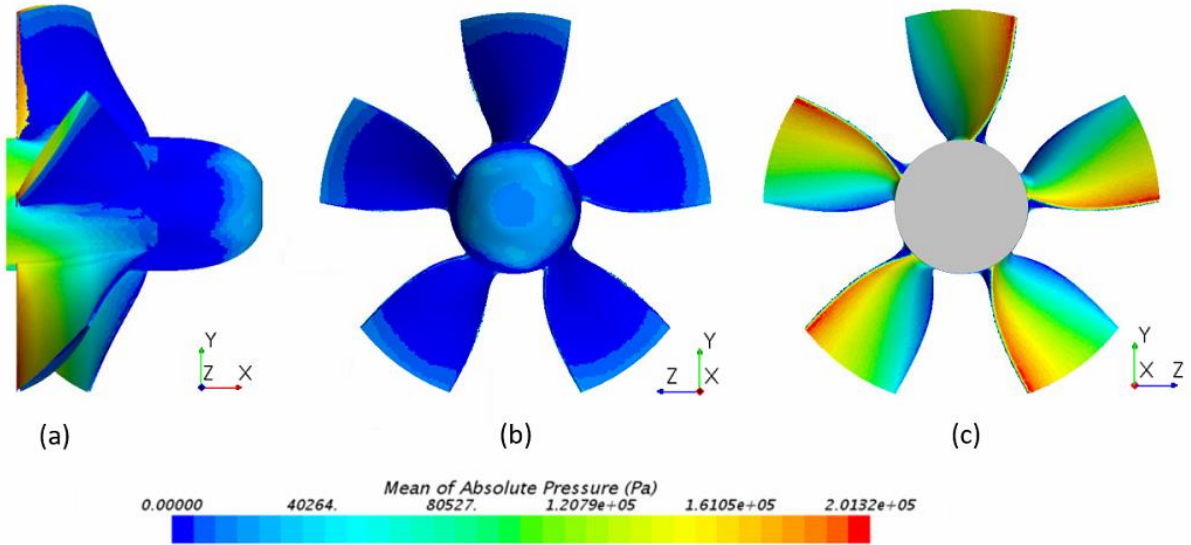 Y
Z X
Y
Z X
Y
X Z
(a)
(b)
(c)
Mean of Absolute Pressure (Pa)
0.00000 40264. 80527. 1.2079e+05 1.6105e+05 2.0132e+05